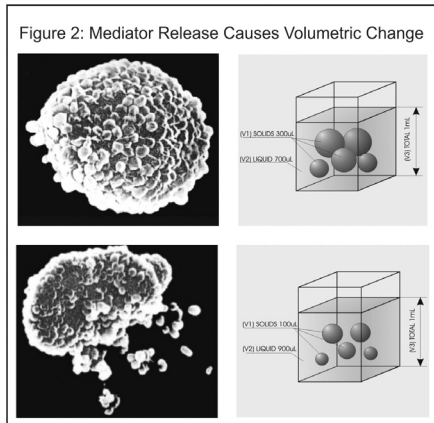 Figure 2: Mediator Release Causes Volumetric Change
(V1) SOLIDS 300uL
(V2) LIQUID 700uL
(V3) TOTAL 1mL
(V1) SOLIDS 100uL
(V2) LIQUID 900uL
(V3) TOTAL 1mL